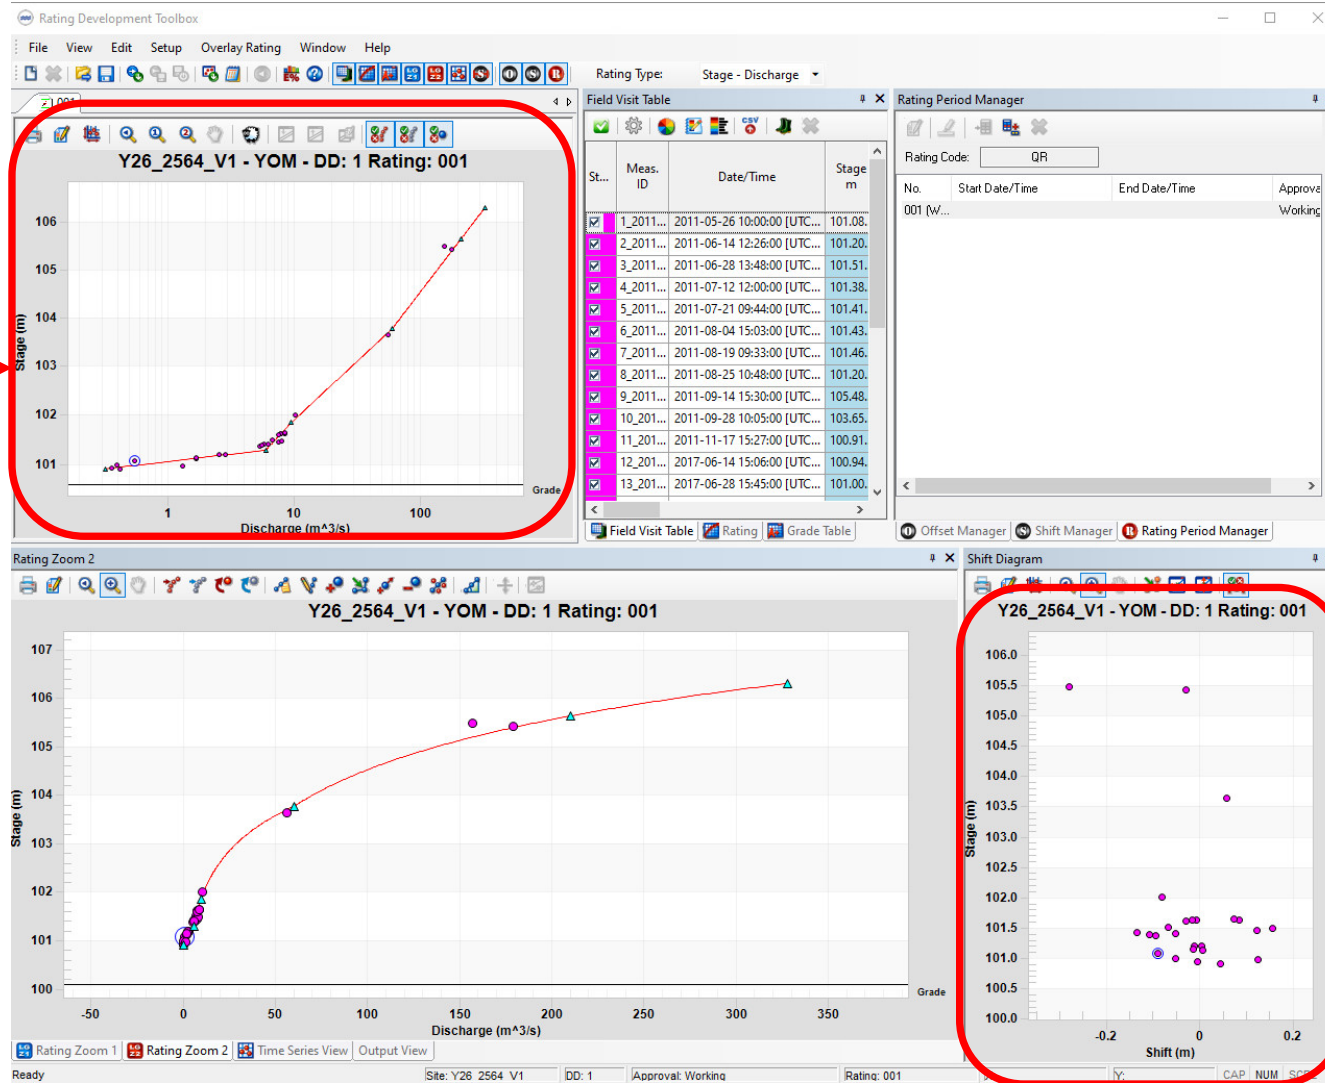 Rating Development Toolbox
File View Edit Setup Overlay Rating Window Help
Rating Type: Stage - Discharge
Y26_2564_V1 - YOM - DD: 1 Rating: 001
106
105
104
103
102
101
Stage (m)
Grade
1 10 100
Discharge (m^3/s)
Field Visit Table
CSV
St... Meas. ID Date/Time Stage m
1_2011... 2011-05-26 10:00:00 [UTC... 101.08.
2_2011... 2011-06-14 12:26:00 [UTC... 101.20.
3_2011... 2011-06-28 13:48:00 [UTC... 101.51.
4_2011... 2011-07-12 12:00:00 [UTC... 101.38.
5_2011... 2011-07-21 09:44:00 [UTC... 101.41.
6_2011... 2011-08-04 15:03:00 [UTC... 101.43.
7_2011... 2011-08-19 09:33:00 [UTC... 101.46.
8_2011... 2011-08-25 10:48:00 [UTC... 101.20.
9_2011... 2011-09-14 15:30:00 [UTC... 105.48.
10_201... 2011-09-28 10:05:00 [UTC... 103.65.
11_201... 2011-11-17 15:27:00 [UTC... 100.91.
12_201... 2017-06-14 15:06:00 [UTC... 100.94.
13_201... 2017-06-28 15:45:00 [UTC... 101.00.
Field Visit Table Rating Grade Table
Rating Period Manager
Rating Code: QR
No. Start Date/Time End Date/Time Approva
001 (W... Working
Offset Manager Shift Manager Rating Period Manager
Rating Zoom 2
Y26_2564_V1 - YOM - DD: 1 Rating: 001
107
106
105
104
103
102
101
100
Stage (m)
Grade
-50 0 50 100 150 200 250 300 350
Discharge (m^3/s)
Rating Zoom 1 Rating Zoom 2 Time Series View Output View
Shift Diagram
Y26_2564_V1 - YOM - DD: 1 Rating: 001
106.0
105.5
105.0
104.5
104.0
103.5
103.0
102.5
102.0
101.5
101.0
100.5
100.0
Stage (m)
-0.2 0 0.2
Shift (m)
Ready Site: Y26_2564_V1 DD: 1 Approval: Working Rating: 001 Y: CAP NUM